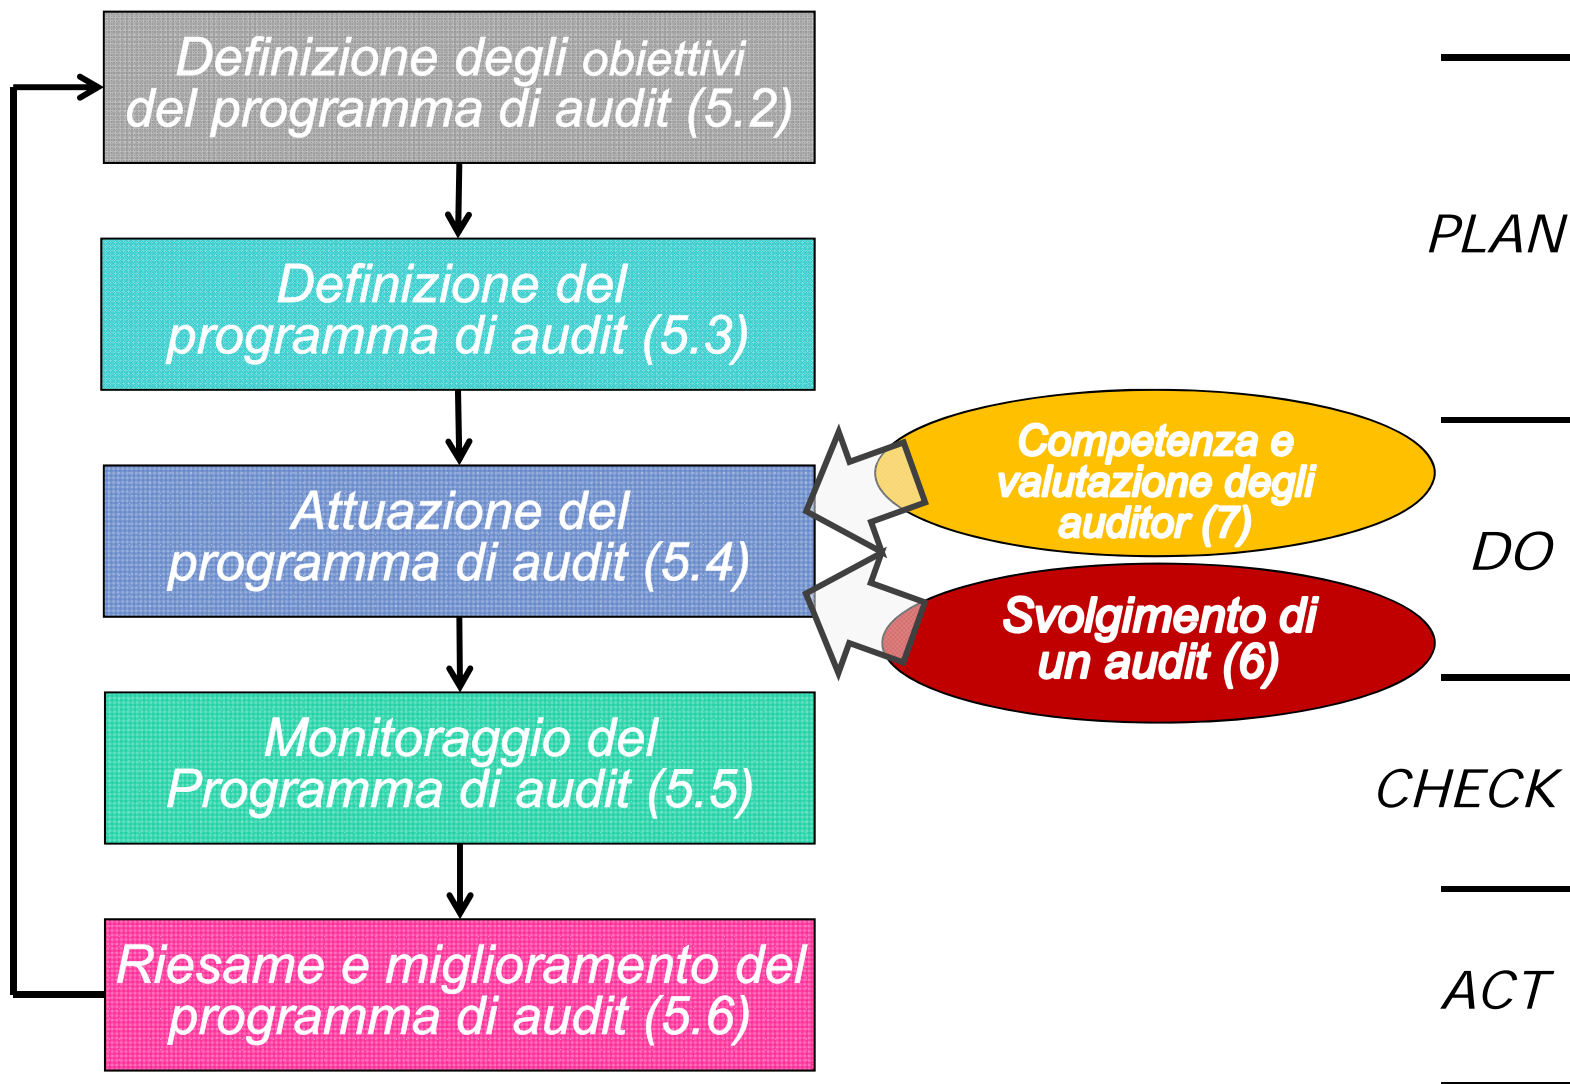 Definizione degli obiettivi
del programma di audit (5.2)
PLAN
Definizione del
programma di audit (5.3)
Competenza e
valutazione degli
auditor (7)
Attuazione del
programma di audit (5.4)
DO
Svolgimento di
un audit (6)
Monitoraggio del
Programma di audit (5.5)
CHECK
Riesame e miglioramento del
programma di audit (5.6)
ACT